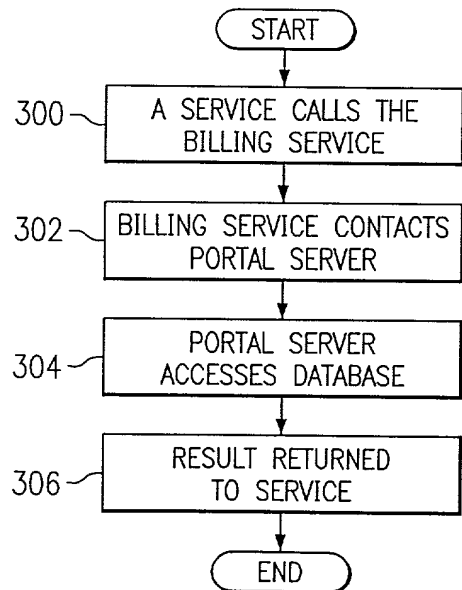 START
300
A SERVICE CALLS THE
BILLING SERVICE
302
BILLING SERVICE CONTACTS
PORTAL SERVER
304
PORTAL SERVER
ACCESSES DATABASE
306
RESULT RETURNED
TO SERVICE
END